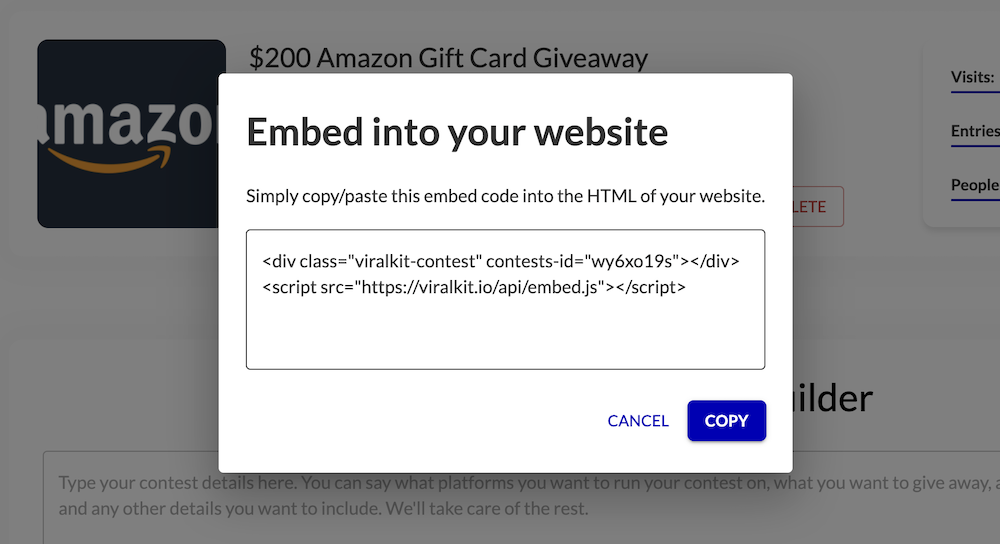 $200 Amazon Gift Card Giveaway
amazon
Visits:
Entries
People
Embed into your website
Simply copy/paste this embed code into the HTML of your website.
<div class="viralkit-contest" contests-id="wy6xo19s"></div>
<script src="https://viralkit.io/api/embed.js"></script>
LETE
CANCEL
COPY
uilder
Type your contest details here. You can say what platforms you want to run your contest on, what you want to give away, a
and any other details you want to include. We'll take care of the rest.